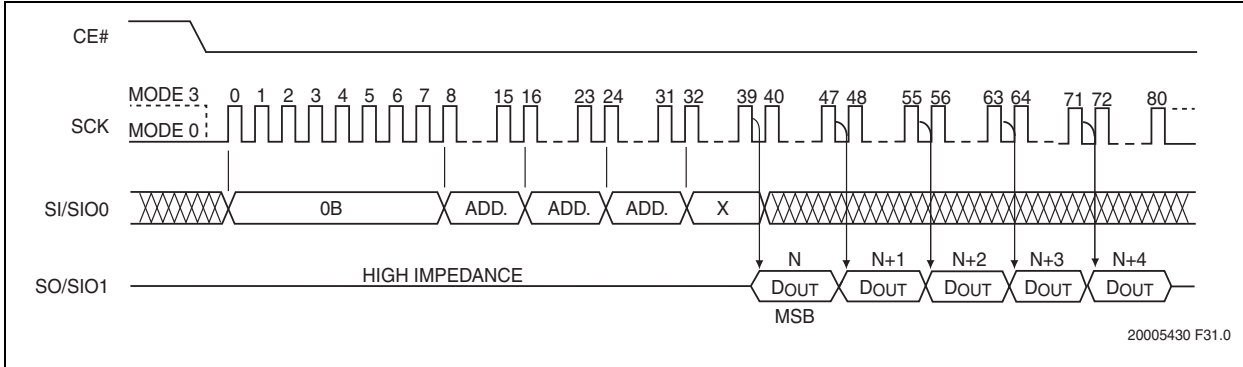 CE#
MODE 3 0 1 2 3 4 5 6 7 8 15 16 23 24 31 32 39 40 47 48 55 56 63 64 71 72 80
SCK MODE 0
SI/SIO0 0B ADD. ADD. ADD. X
N N+1 N+2 N+3 N+4
SO/SIO1 HIGH IMPEDANCE DOUT DOUT DOUT DOUT DOUT
MSB
20005430 F31.0